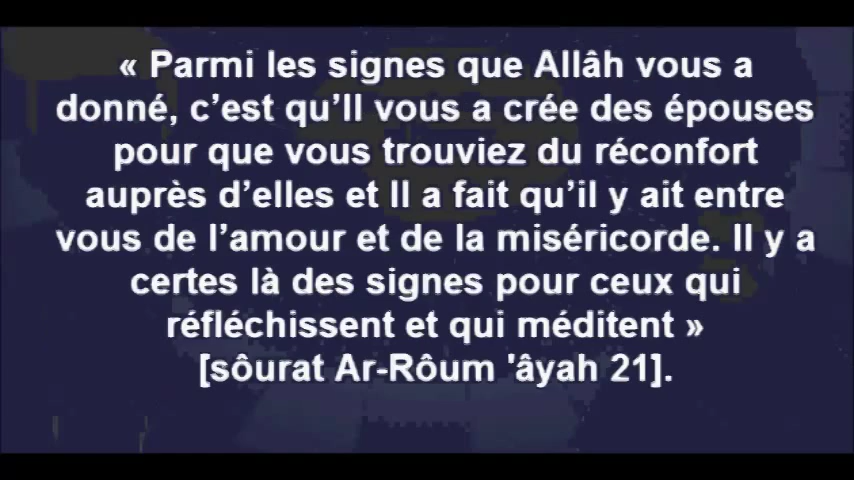 « Parmi les signes que Allâh vous a
donné, c’est qu’Il vous a crée des épouses
pour que vous trouviez du réconfort
auprès d’elles et Il a fait qu’il y ait entre
vous de l’amour et de la miséricorde. Il y a
certes là des signes pour ceux qui
réfléchissent et qui méditent »
[sôurat Ar-Rôum 'âyah 21].